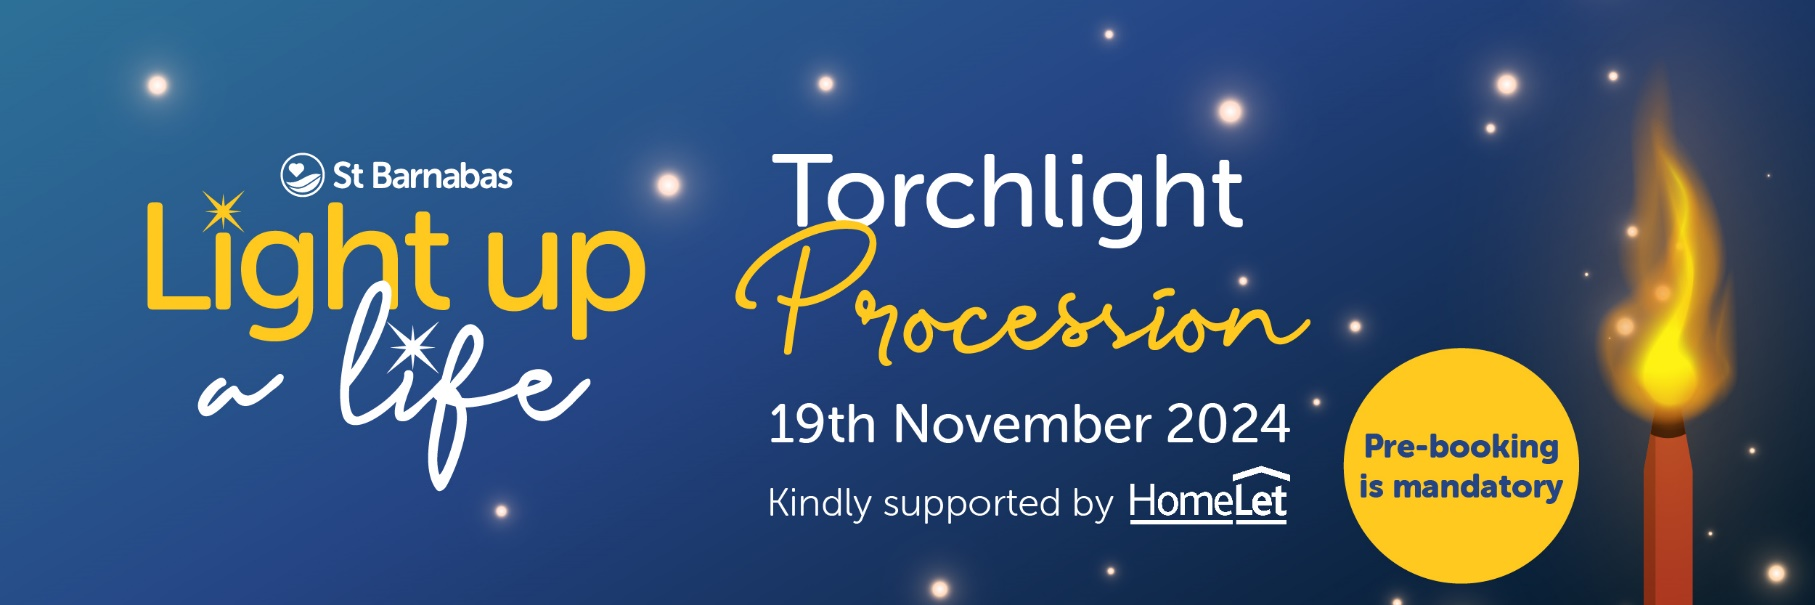 St Barnabas
Light up
a life
Torchlight
Procession
19th November 2024
Kindly supported by HomeLet
Pre-booking
is mandatory